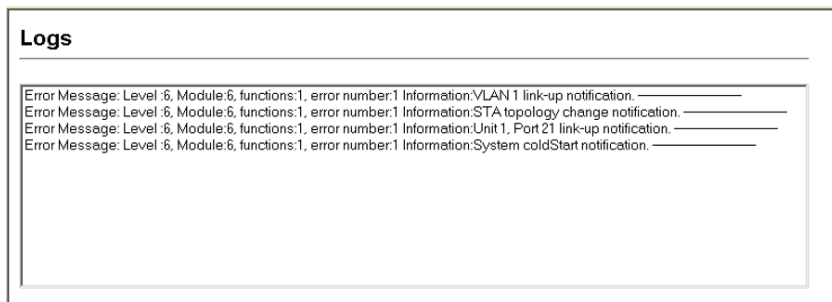 Logs
Error Message: Level :6, Module:6, functions:1, error number:1 Information:VLAN 1 link-up notification.
Error Message: Level :6, Module:6, functions:1, error number:1 Information:STA topology change notification.
Error Message: Level :6, Module:6, functions:1, error number:1 Information:Unit 1, Port 21 link-up notification.
Error Message: Level :6, Module:6, functions:1, error number:1 Information:System coldStart notification.